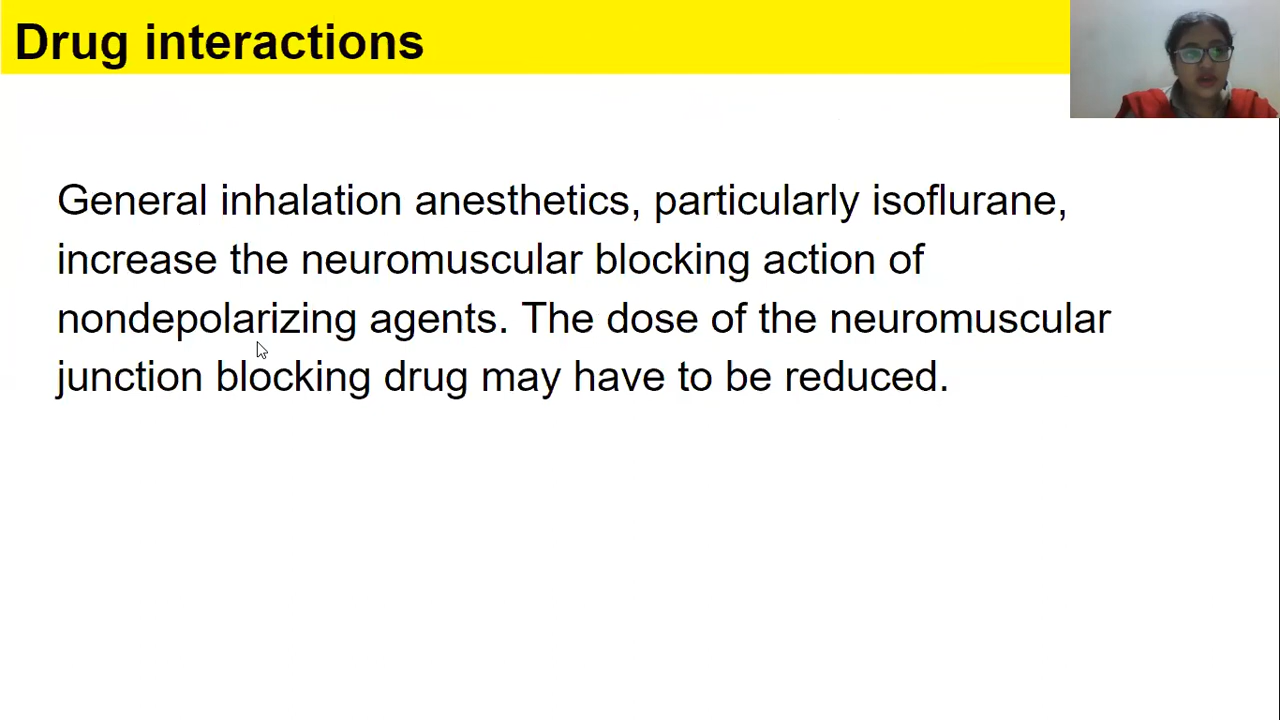 Drug interactions
General inhalation anesthetics, particularly isoflurane,
increase the neuromuscular blocking action of
nondepolarizing agents. The dose of the neuromuscular
junction blocking drug may have to be reduced.